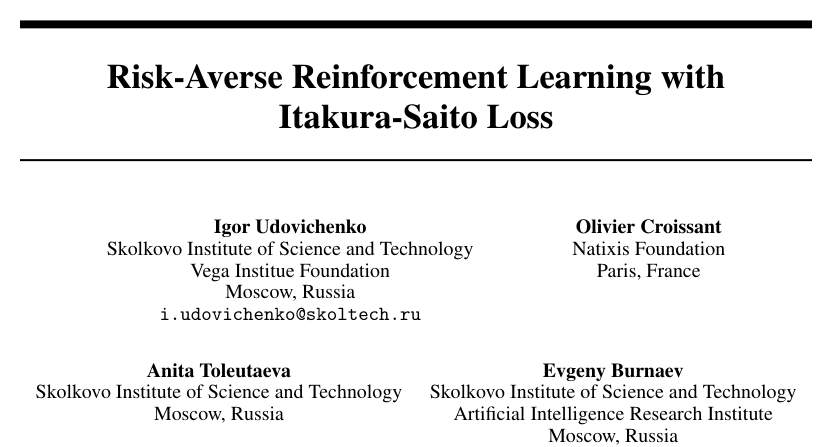 Risk-Averse Reinforcement Learning with
Itakura-Saito Loss
Igor Udovichenko
Skolkovo Institute of Science and Technology
Vega Institue Foundation
Moscow, Russia
i.udovichenko@skoltech.ru
Olivier Croissant
Natixis Foundation
Paris, France
Anita Toleutaeva
Skolkovo Institute of Science and Technology
Moscow, Russia
Evgeny Burnaev
Skolkovo Institute of Science and Technology
Artificial Intelligence Research Institute
Moscow, Russia